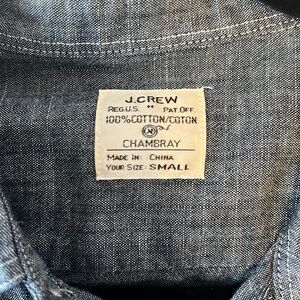 J.CREW
REG.U.S. ** PAT.OFF.
100%COTTON/COTON
CHAMBRAY
MADE IN: CHINA
YOUR SIZE: SMALL